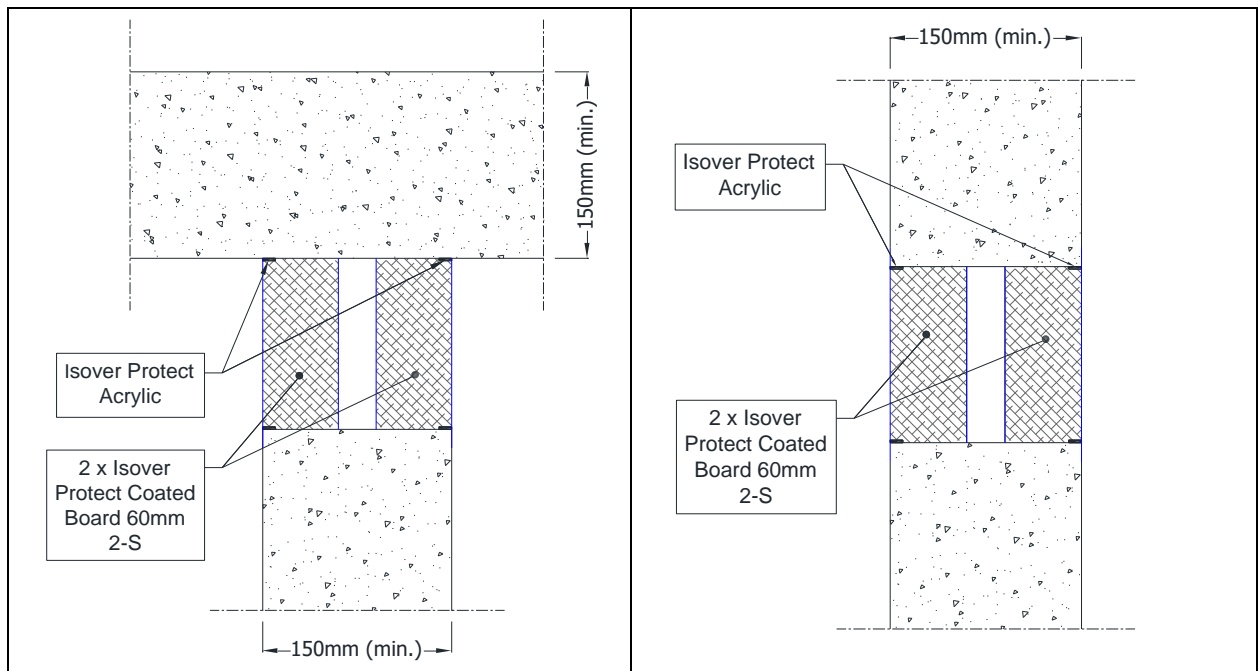 150mm (min.)
Isover Protect
Acrylic
2 x Isover
Protect Coated
Board 60mm
2-S
150mm (min.)
150mm (min.)
Isover Protect
Acrylic
2 x Isover
Protect Coated
Board 60mm
2-S